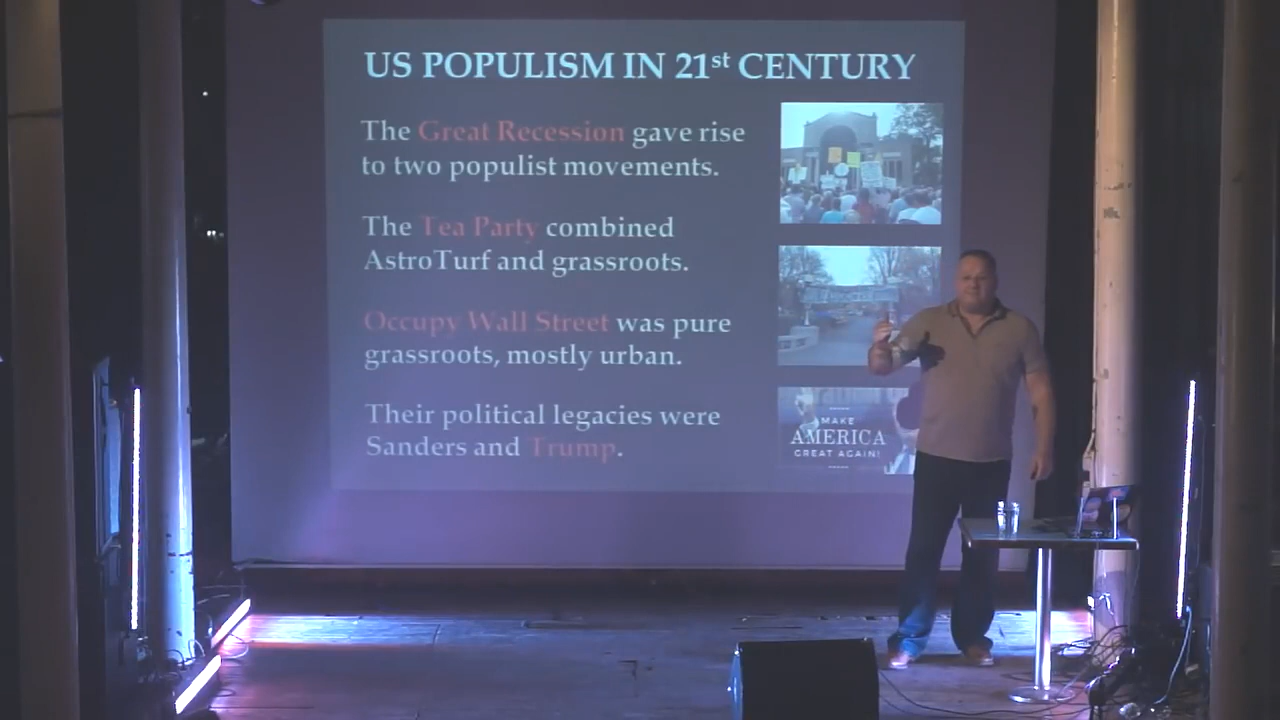 US POPULISM IN 21st CENTURY
The Great Recession gave rise
to two populist movements.
The Tea Party combined
AstroTurf and grassroots.
Occupy Wall Street was pure
grassroots, mostly urban.
Their political legacies were
Sanders and Trump.
MAKE
AMERICA
GREAT AGAIN!